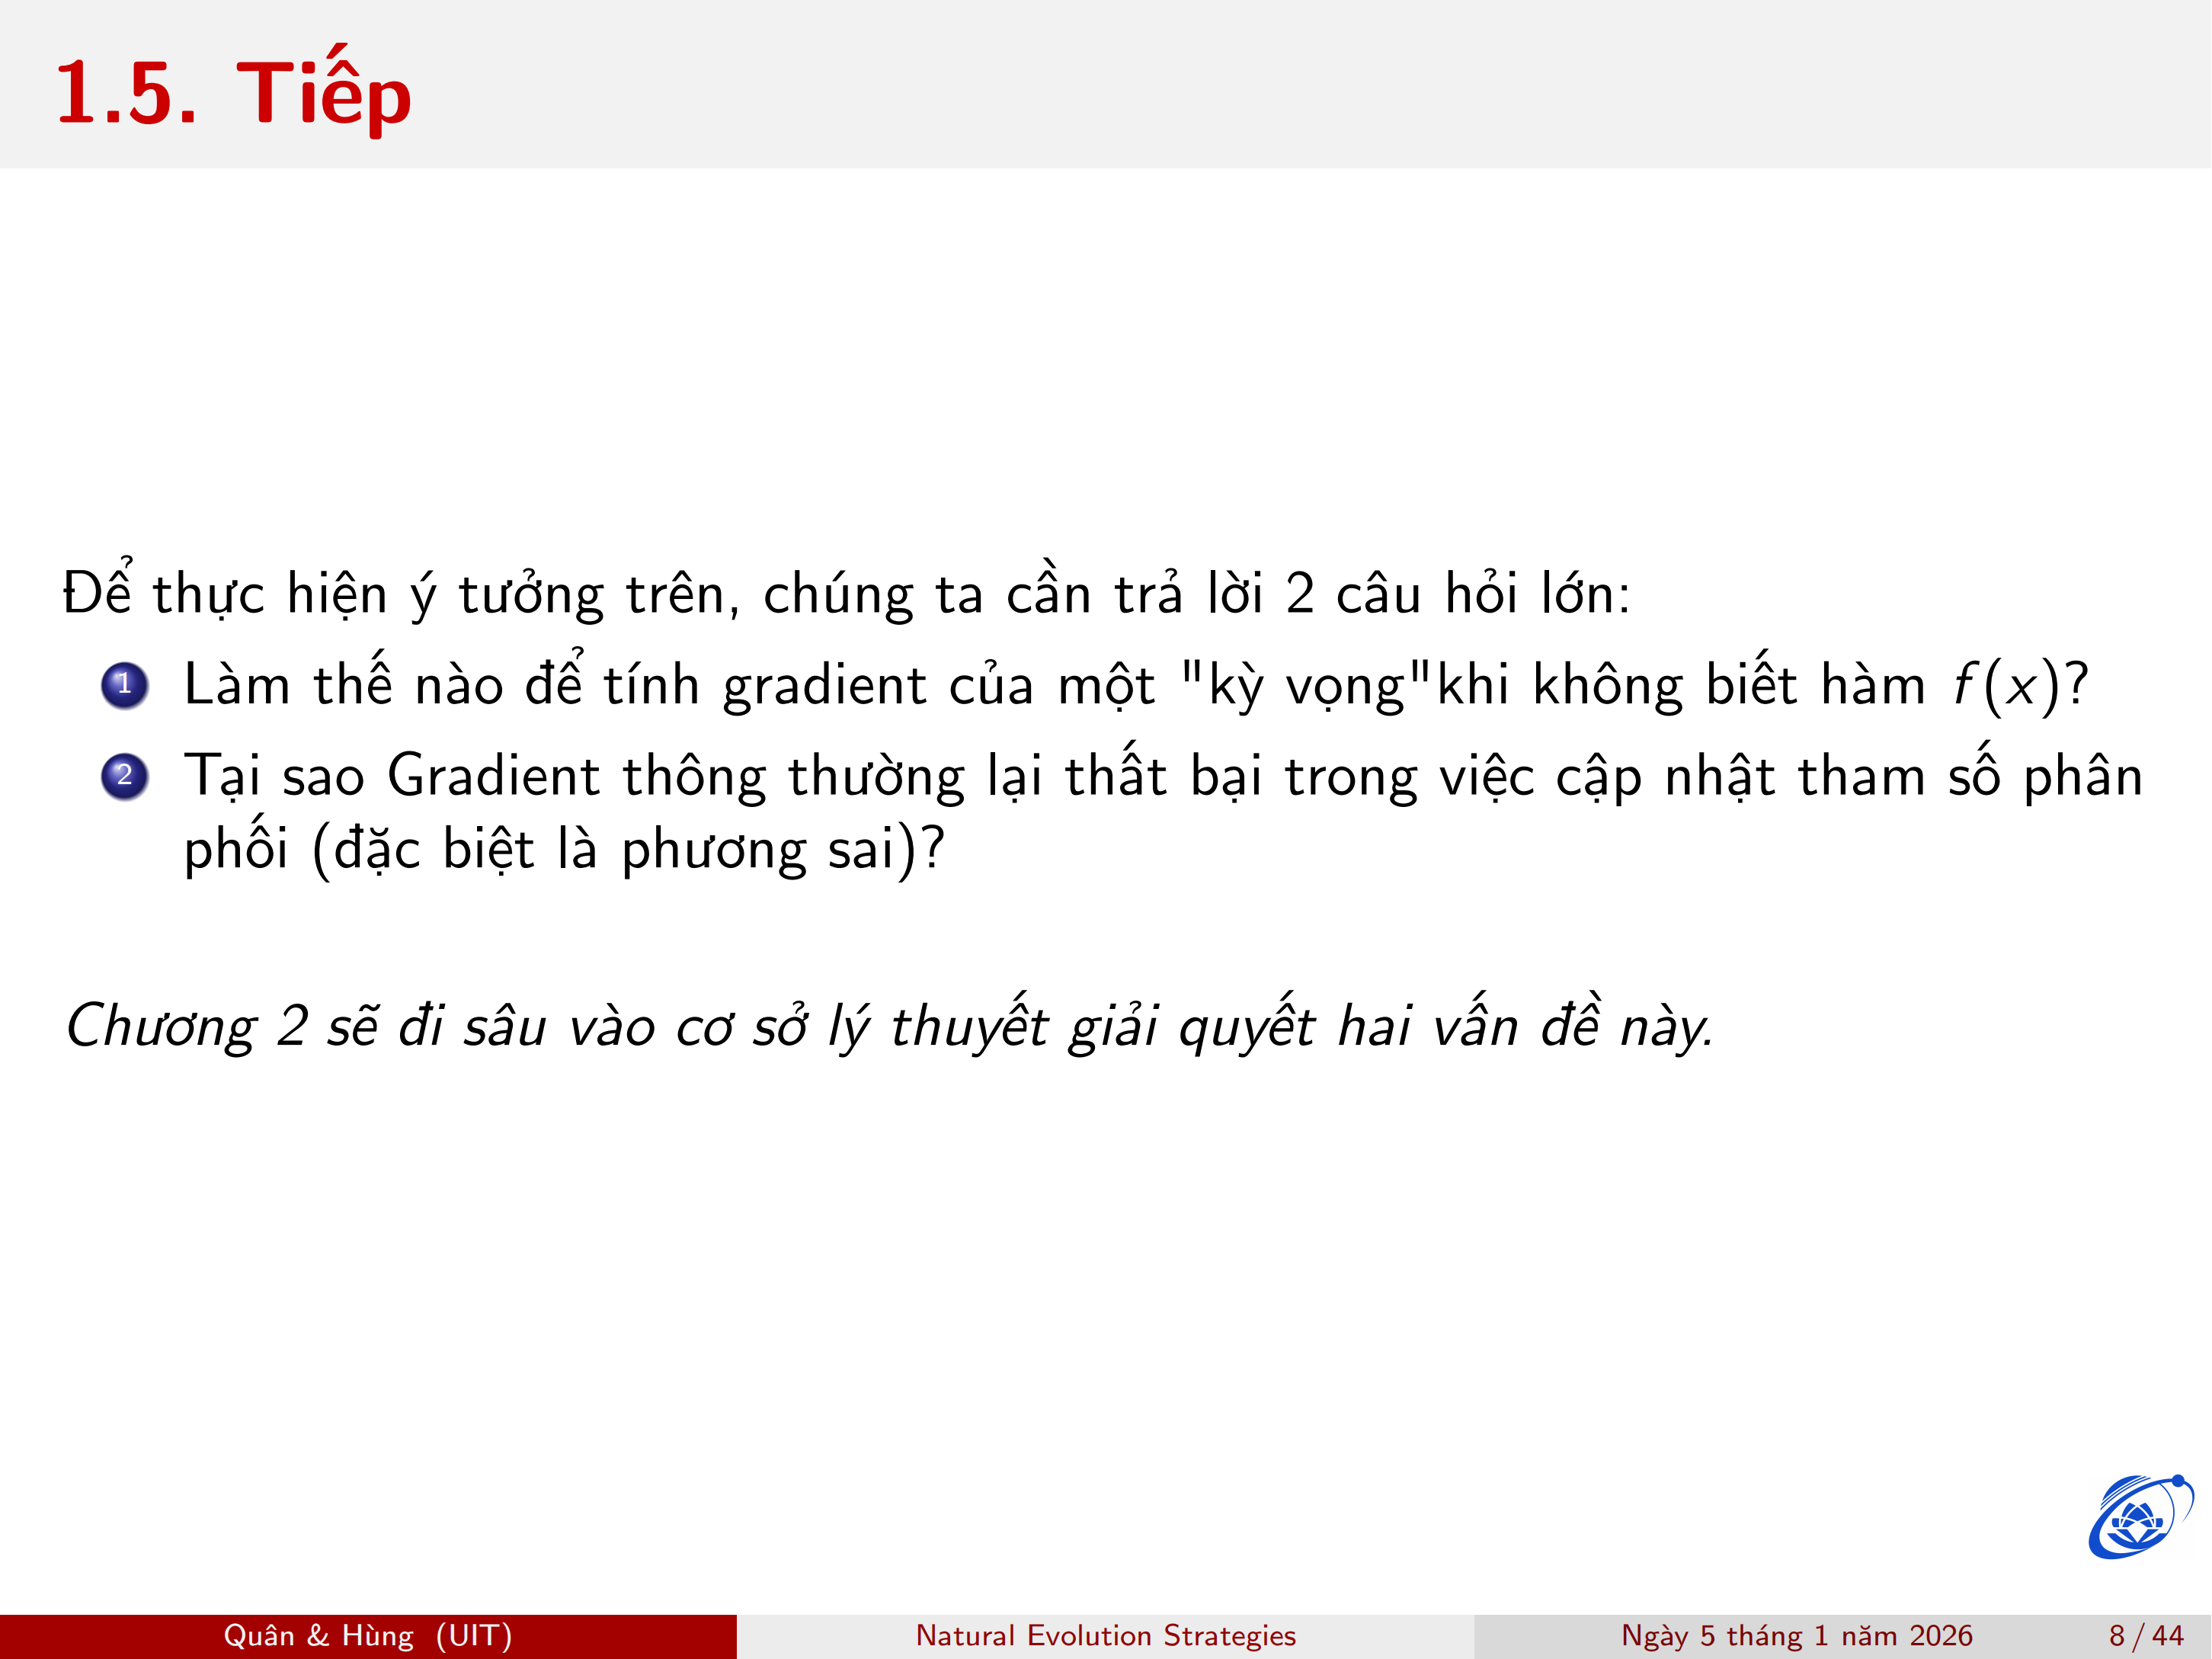 1.5. Tiếp
Để thực hiện ý tưởng trên, chúng ta cần trả lời 2 câu hỏi lớn:
1 Làm thế nào để tính gradient của một "kỳ vọng"khi không biết hàm f(x)?
2 Tại sao Gradient thông thường lại thất bại trong việc cập nhật tham số phân
phối (đặc biệt là phương sai)?
Chương 2 sẽ đi sâu vào cơ sở lý thuyết giải quyết hai vấn đề này.
Quân & Hùng (UIT) Natural Evolution Strategies Ngày 5 tháng 1 năm 2026 8 / 44